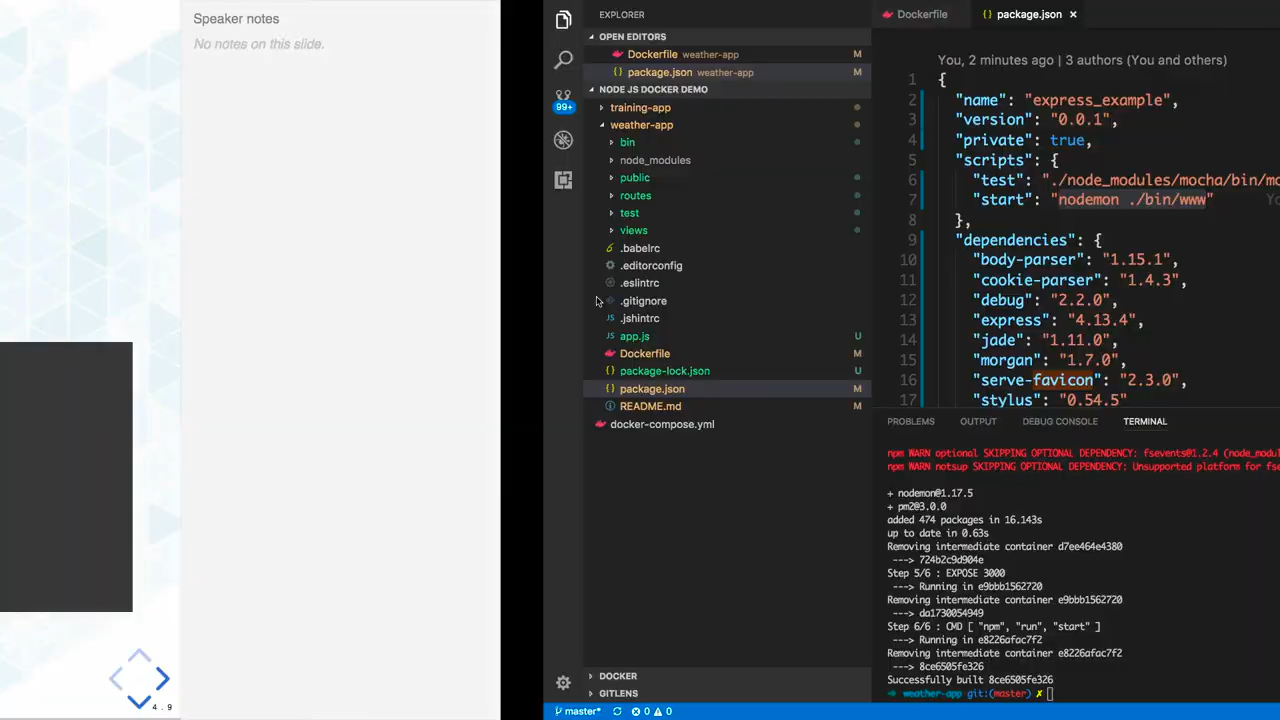 Speaker notes
No notes on this slide.
4 . 9
EXPLORER
OPEN EDITORS
Dockerfile weather-app M
package.json weather-app M
NODE JS DOCKER DEMO
99+
training-app
weather-app
bin
node_modules
public
routes
test
views
.babelrc
.editorconfig
.eslintrc
.gitignore
JS .jshintrc
JS app.js U
Dockerfile M
{} package-lock.json U
{} package.json M
README.md M
docker-compose.yml
DOCKER
GITLENS
master* 0 0
Dockerfile
{} package.json ×
You, 2 minutes ago | 3 authors (You and others)
1 {
2 "name": "express_example",
3 "version": "0.0.1",
4 "private": true,
5 "scripts": {
6 "test": "./node_modules/mocha/bin/mo
7 "start": "nodemon ./bin/www" Yo
8 },
9 "dependencies": {
10 "body-parser": "1.15.1",
11 "cookie-parser": "1.4.3",
12 "debug": "2.2.0",
13 "express": "4.13.4",
14 "jade": "1.11.0",
15 "morgan": "1.7.0",
16 "serve-favicon": "2.3.0",
17 "stylus": "0.54.5"
PROBLEMS OUTPUT DEBUG CONSOLE TERMINAL
npm WARN optional SKIPPING OPTIONAL DEPENDENCY: fsevents@1.2.4 (node_modul
npm WARN notsup SKIPPING OPTIONAL DEPENDENCY: Unsupported platform for fse
+ nodemon@1.17.5
+ pm2@3.0.0
added 474 packages in 16.143s
up to date in 0.63s
Removing intermediate container d7ee464e4380
---> 724b2c9d904e
Step 5/6 : EXPOSE 3000
---> Running in e9bbb1562720
Removing intermediate container e9bbb1562720
---> da1730054949
Step 6/6 : CMD [ "npm", "run", "start" ]
---> Running in e8226afac7f2
Removing intermediate container e8226afac7f2
---> 8ce6505fe326
Successfully built 8ce6505fe326
→ weather-app git:(master) ✗